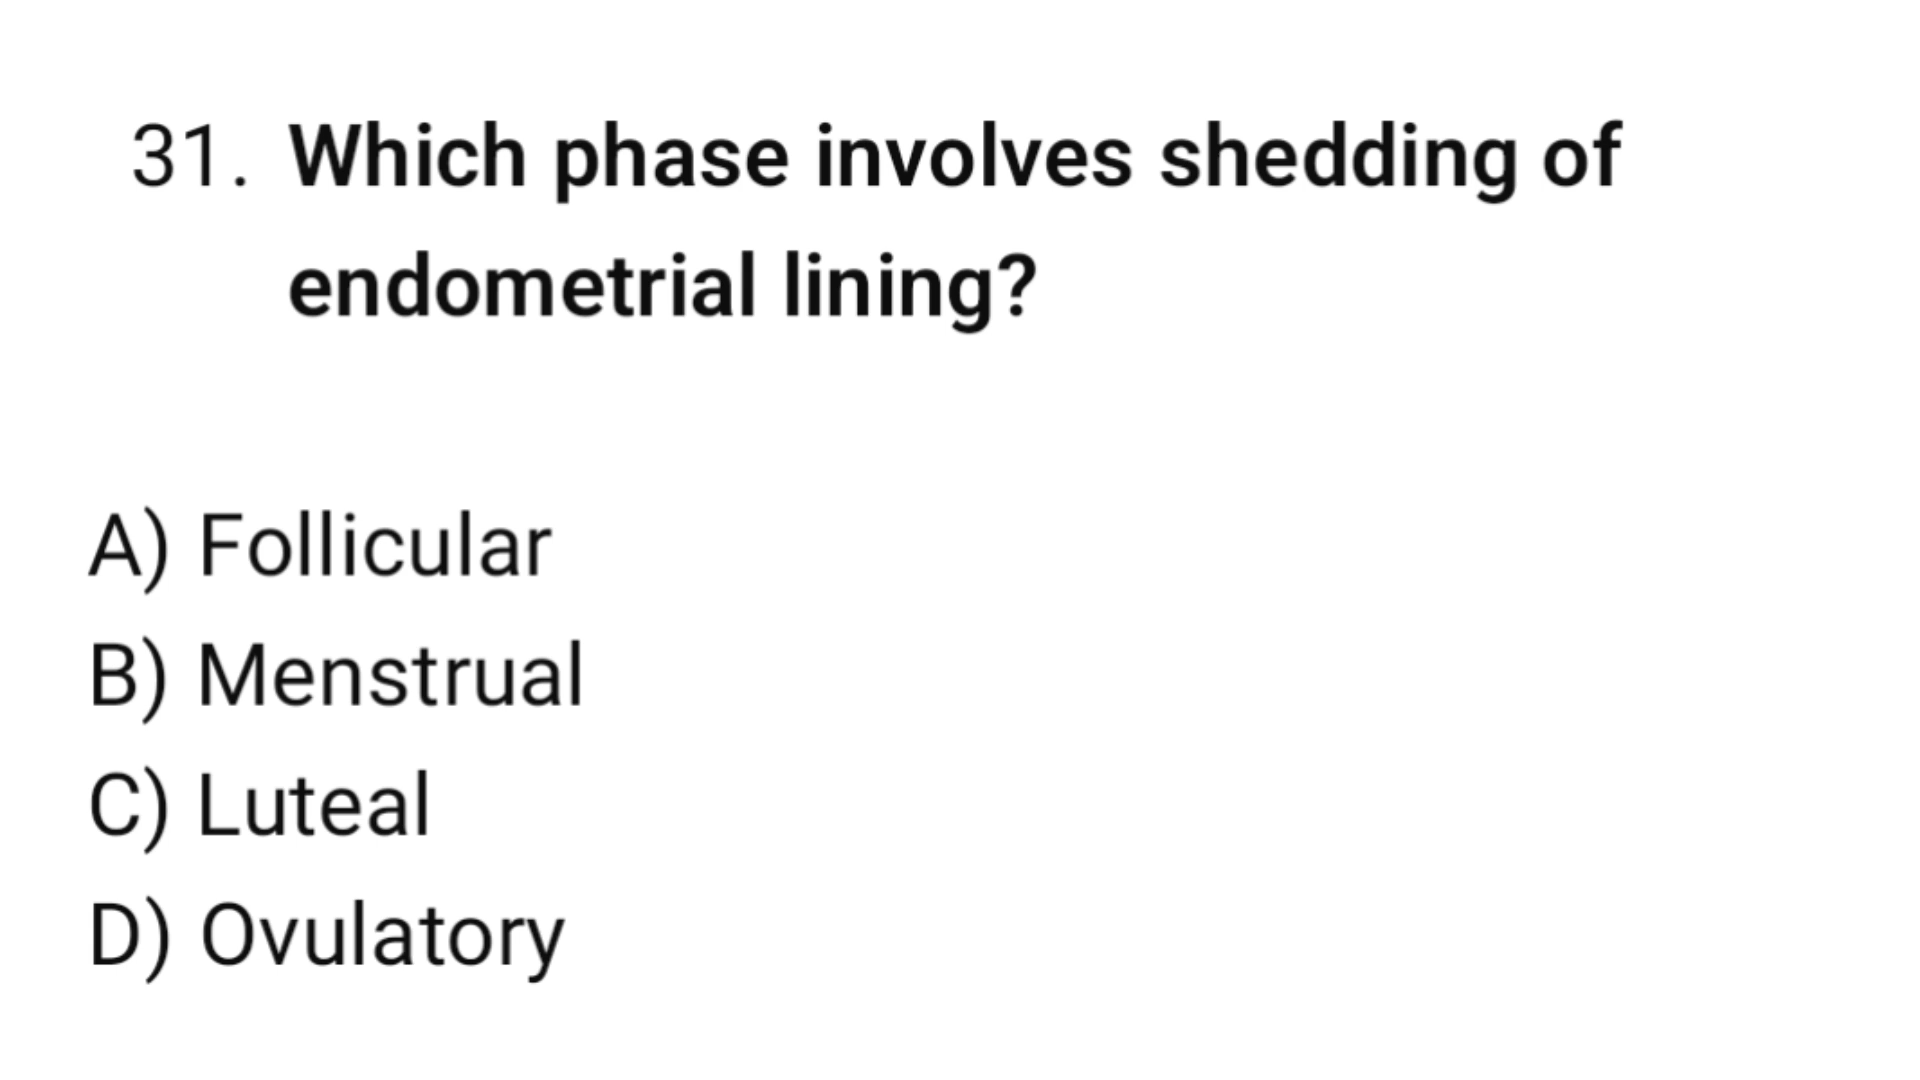 31. Which phase involves shedding of
endometrial lining?
A) Follicular
B) Menstrual
C) Luteal
D) Ovulatory